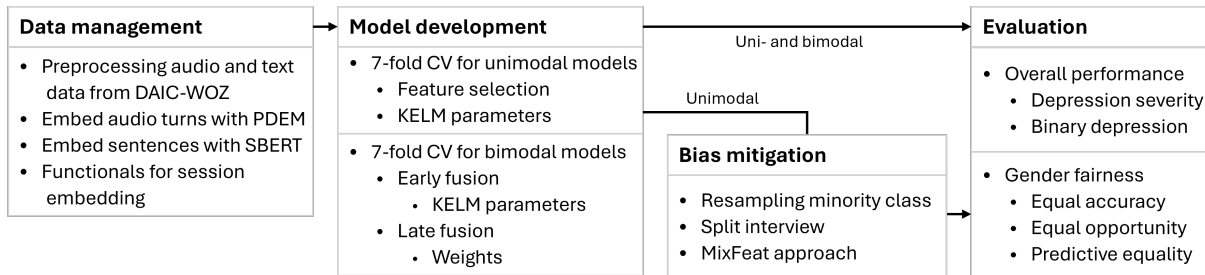 Data management
• Preprocessing audio and text
data from DAIC-WOZ
• Embed audio turns with PDEM
• Embed sentences with SBERT
• Functionals for session
embedding
Model development
• 7-fold CV for unimodal models
• Feature selection
• KELM parameters
• 7-fold CV for bimodal models
• Early fusion
• KELM parameters
• Late fusion
• Weights
Uni- and bimodal
Unimodal
Bias mitigation
• Resampling minority class
• Split interview
• MixFeat approach
Evaluation
• Overall performance
• Depression severity
• Binary depression
• Gender fairness
• Equal accuracy
• Equal opportunity
• Predictive equality